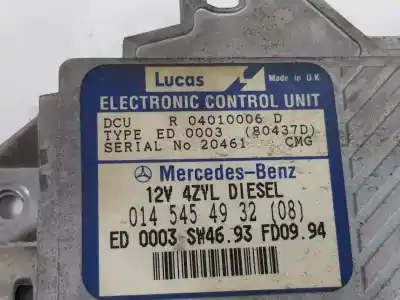 Lucas
Made in U.K
ELECTRONIC CONTROL UNIT
DCU R 04010006 D
TYPE ED 0003 (80437D)
SERIAL No 20461 CMG
Mercedes-Benz
12V 4ZYL DIESEL
014 545 49 32 (08)
ED 0003 SW46.93 FD09.94